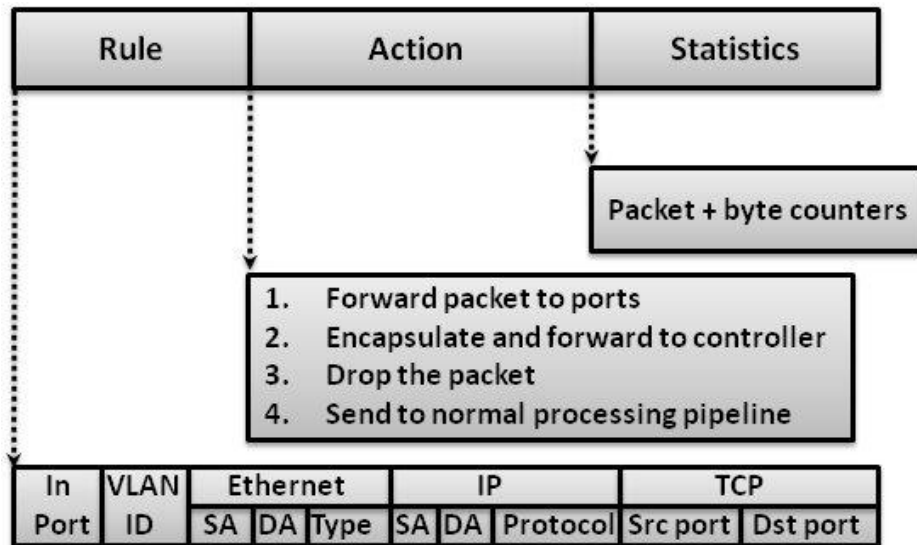 Rule Action Statistics
Packet + byte counters
1. Forward packet to ports
2. Encapsulate and forward to controller
3. Drop the packet
4. Send to normal processing pipeline
In Port VLAN ID Ethernet IP TCP
SA DA Type SA DA Protocol Src port Dst port